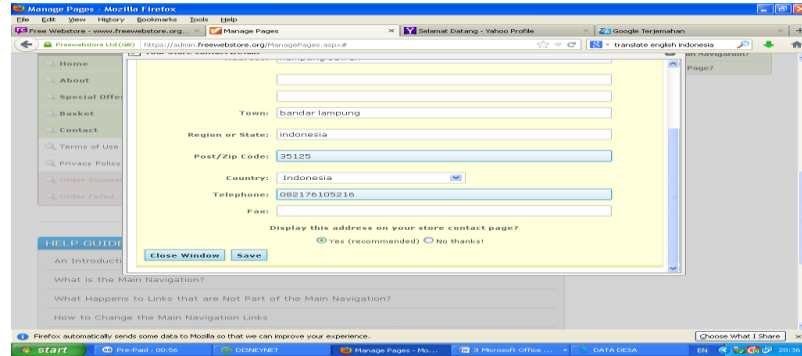 Manage Pages - Mozilla Firefox
File Edit View History Bookmarks Tools Help
Free Webstore - www.freewebstore.org... × Manage Pages × Selamat Datang - Yahoo Profile × Google Terjemahan ×
Freewebstore Ltd (GB) https://admin.freewebstore.org/ManagePages.aspx# translate english indonesia
Home
Page?
About
Special Offe
Basket
Town: bandar lampung
Contact
Region or State: indonesia
Terms of Use
Post/Zip Code: 35125
Privacy Policy
Country: Indonesia
Order Success
Order Failed -
Telephone: 082176105216
Fax:
Display this address on your store contact page?
Yes (recommended) No thanks!
HELP GUIDE
Close Window Save
An Introducti
What is the Main Navigation?
What Happens to Links that are Not Part of the Main Navigation?
How to Change the Main Navigation Links
Firefox automatically sends some data to Mozilla so that we can improve your experience. Choose What I Share ×
start Pre-Paid : 00:56 DISNEYNET Manage Pages - Mo... 3 Microsoft Office ... DATA DESA EN 20:36